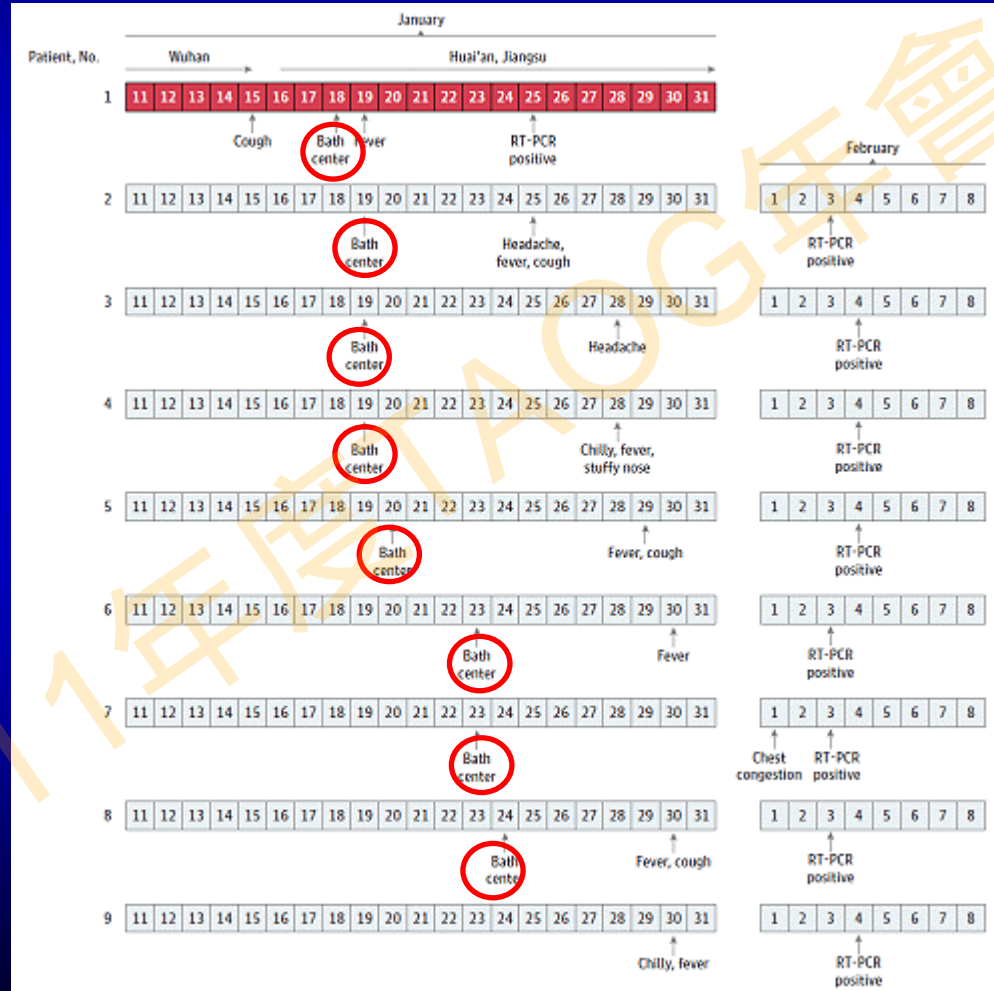 January
Patient, No. Wuhan Huai'an, Jiangsu
1 11 12 13 14 15 16 17 18 19 20 21 22 23 24 25 26 27 28 29 30 31
Cough Bath center Fever RT-PCR positive
February
2 11 12 13 14 15 16 17 18 19 20 21 22 23 24 25 26 27 28 29 30 31 1 2 3 4 5 6 7 8
Bath center Headache, fever, cough RT-PCR positive
3 11 12 13 14 15 16 17 18 19 20 21 22 23 24 25 26 27 28 29 30 31 1 2 3 4 5 6 7 8
Bath center Headache RT-PCR positive
4 11 12 13 14 15 16 17 18 19 20 21 22 23 24 25 26 27 28 29 30 31 1 2 3 4 5 6 7 8
Bath center Chilly, fever, stuffy nose RT-PCR positive
5 11 12 13 14 15 16 17 18 19 20 21 22 23 24 25 26 27 28 29 30 31 1 2 3 4 5 6 7 8
Bath center Fever, cough RT-PCR positive
6 11 12 13 14 15 16 17 18 19 20 21 22 23 24 25 26 27 28 29 30 31 1 2 3 4 5 6 7 8
Bath center Fever RT-PCR positive
7 11 12 13 14 15 16 17 18 19 20 21 22 23 24 25 26 27 28 29 30 31 1 2 3 4 5 6 7 8
Bath center Chest congestion RT-PCR positive
8 11 12 13 14 15 16 17 18 19 20 21 22 23 24 25 26 27 28 29 30 31 1 2 3 4 5 6 7 8
Bath center Fever, cough RT-PCR positive
9 11 12 13 14 15 16 17 18 19 20 21 22 23 24 25 26 27 28 29 30 31 1 2 3 4 5 6 7 8
Chilly, fever RT-PCR positive
11年度TAOG年會